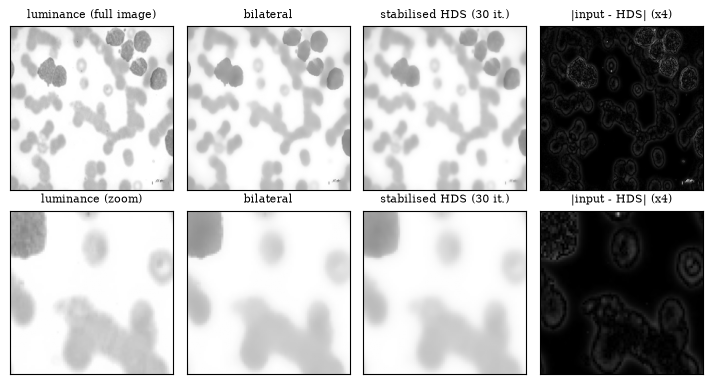 luminance (full image) bilateral stabilised HDS (30 it.) |input - HDS| (x4)
luminance (zoom) bilateral stabilised HDS (30 it.) |input - HDS| (x4)